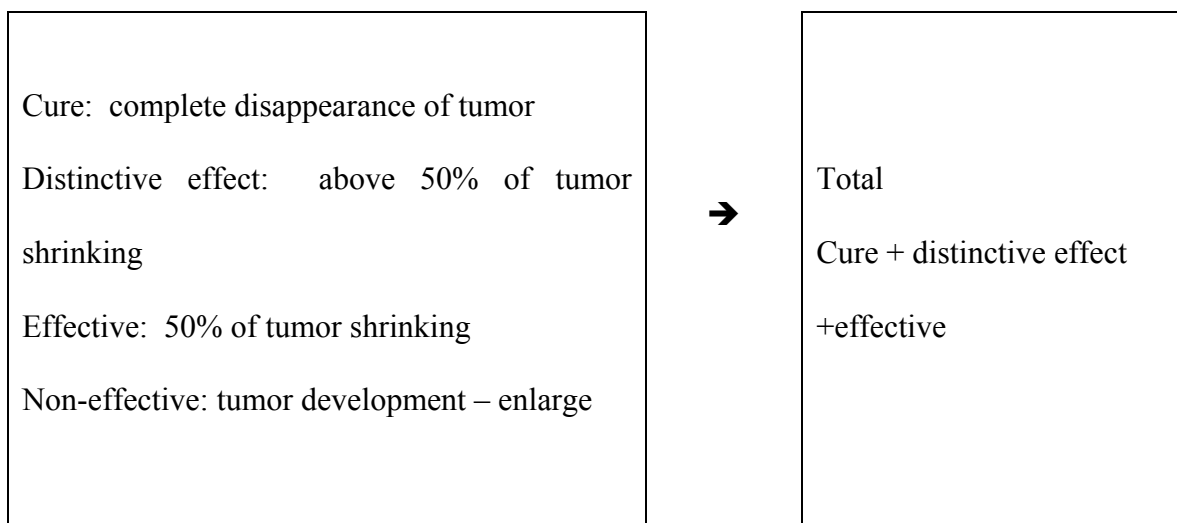 Cure: complete disappearance of tumor
Distinctive effect: above 50% of tumor
shrinking
Effective: 50% of tumor shrinking
Non-effective: tumor development – enlarge
➔
Total
Cure + distinctive effect
+effective